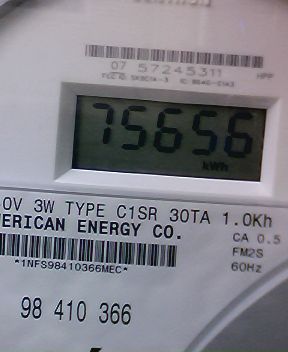 07 57245311 HPP
75656
kWh
0V 3W TYPE C1SR 30TA 1.0Kh
ERICAN ENERGY CO. CA 0.5
FM2S
*1NFS98410366MEC* 60Hz
98 410 366